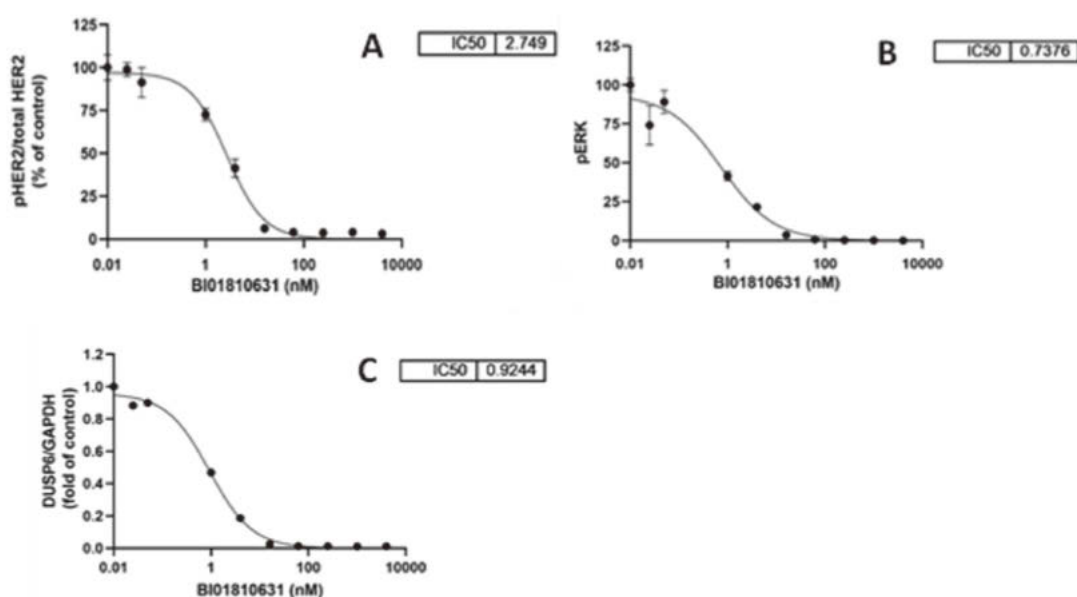 A
IC50 2.749
125
100
75
50
25
0
pHER2/total HER2
(% of control)
0.01 1 100 10000
BI01810631 (nM)
B
IC50 0.7376
125
100
75
50
25
0
pERK
0.01 1 100 10000
BI01810631 (nM)
C
IC50 0.9244
1.2
1.0
0.8
0.6
0.4
0.2
0.0
DUSP6/GAPDH
(fold of control)
0.01 1 100 10000
BI01810631 (nM)